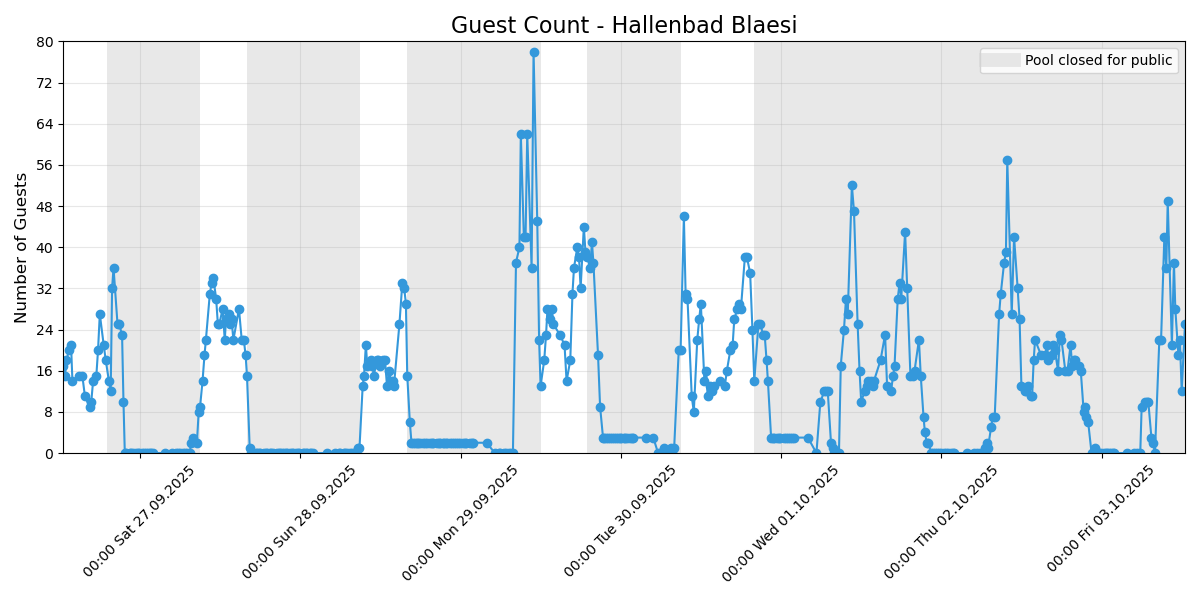 Guest Count - Hallenbad Blaesi
Pool closed for public
Number of Guests
80
72
64
56
48
40
32
24
16
8
0
00:00 Sat 27.09.2025
00:00 Sun 28.09.2025
00:00 Mon 29.09.2025
00:00 Tue 30.09.2025
00:00 Wed 01.10.2025
00:00 Thu 02.10.2025
00:00 Fri 03.10.2025